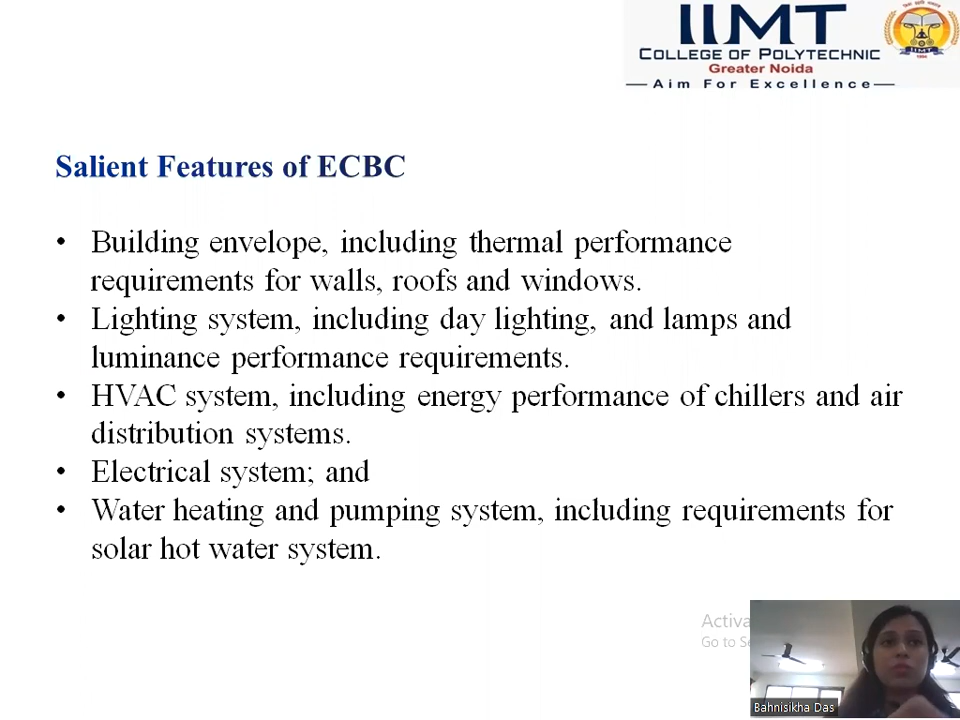 IIMT
COLLEGE OF POLYTECHNIC
Greater Noida
Aim For Excellence
IIMT
Salient Features of ECBC
• Building envelope, including thermal performance
requirements for walls, roofs and windows.
• Lighting system, including day lighting, and lamps and
luminance performance requirements.
• HVAC system, including energy performance of chillers and air
distribution systems.
• Electrical system; and
• Water heating and pumping system, including requirements for
solar hot water system.
Activa
Go to Se
Bahnisikha Das